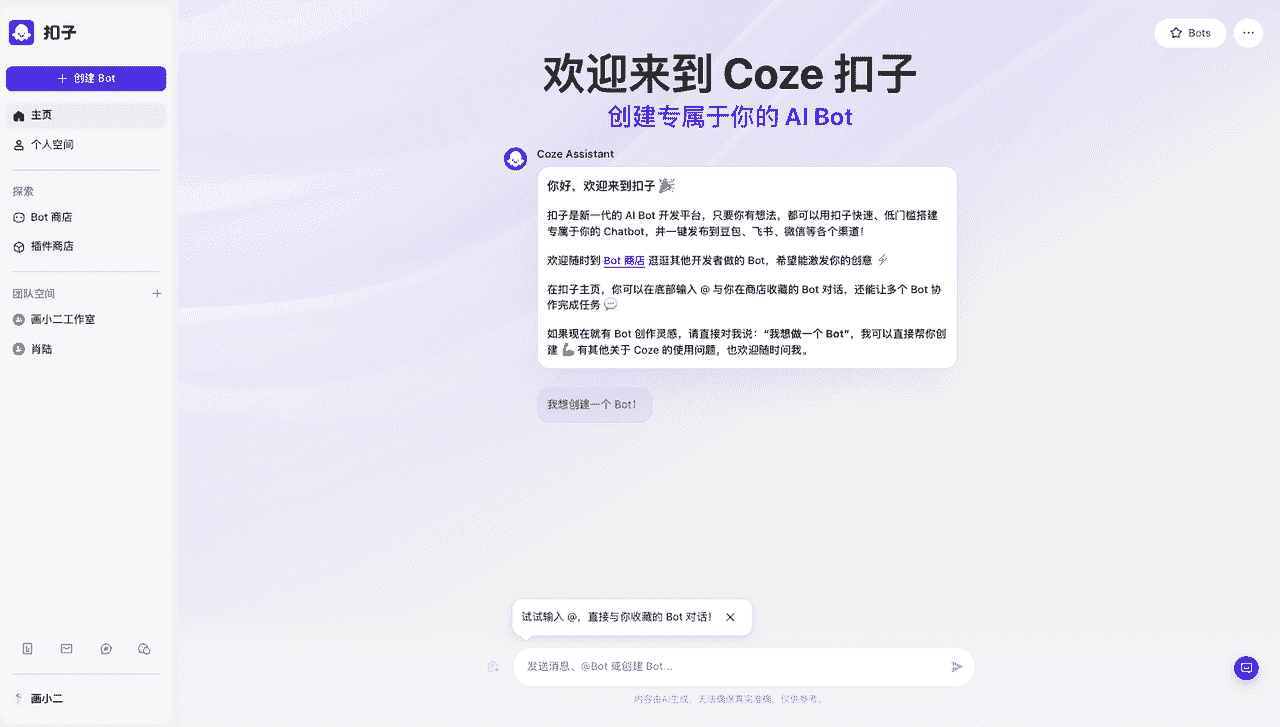 扣子
创建 Bot
主页
个人空间
探索
Bot 商店
插件商店
团队空间
画小二工作室
肖陆
画小二
Bots
欢迎来到 Coze 扣子
创建专属于你的 AI Bot
Coze Assistant
你好，欢迎来到扣子
扣子是新一代的 AI Bot 开发平台，只要你有想法，都可以用扣子快速、低门槛搭建
专属于你的 Chatbot，并一键发布到豆包、飞书、微信等各个渠道！
欢迎随时到 Bot 商店 逛逛其他开发者做的 Bot，希望能激发你的创意
在扣子主页，你可以在底部输入 @ 与你在商店收藏的 Bot 对话，还能让多个 Bot 协
作完成任务
如果现在就有 Bot 创作灵感，请直接对我说：“我想做一个 Bot”，我可以直接帮你创
建 有其他关于 Coze 的使用问题，也欢迎随时问我。
我想创建一个 Bot！
试试输入 @，直接与你收藏的 Bot 对话！
发送消息、@Bot 或创建 Bot...
内容由AI生成，无法确保真实准确，仅供参考。